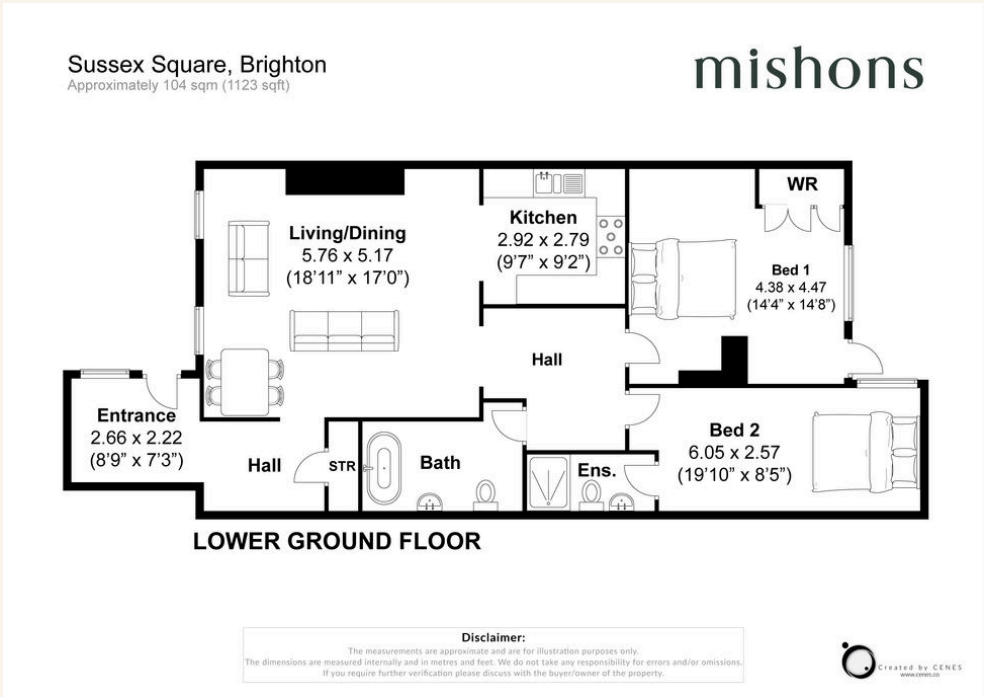 Sussex Square, Brighton
Approximately 104 sqm (1123 sqft)
mishons
WR
Living/Dining
5.76 x 5.17
(18'11" x 17'0")
Kitchen
2.92 x 2.79
(9'7" x 9'2")
Bed 1
4.38 x 4.47
(14'4" x 14'8")
Hall
Entrance
2.66 x 2.22
(8'9" x 7'3")
Hall
STR
Bath
Ens.
Bed 2
6.05 x 2.57
(19'10" x 8'5")
LOWER GROUND FLOOR
Disclaimer:
The measurements are approximate and are for illustration purposes only.
The dimensions are measured internally and in metres and feet. We do not take any responsibility for errors and/or omissions.
If you require further verification please discuss with the buyer/owner of the property.
Created by CENES
www.cenes.co